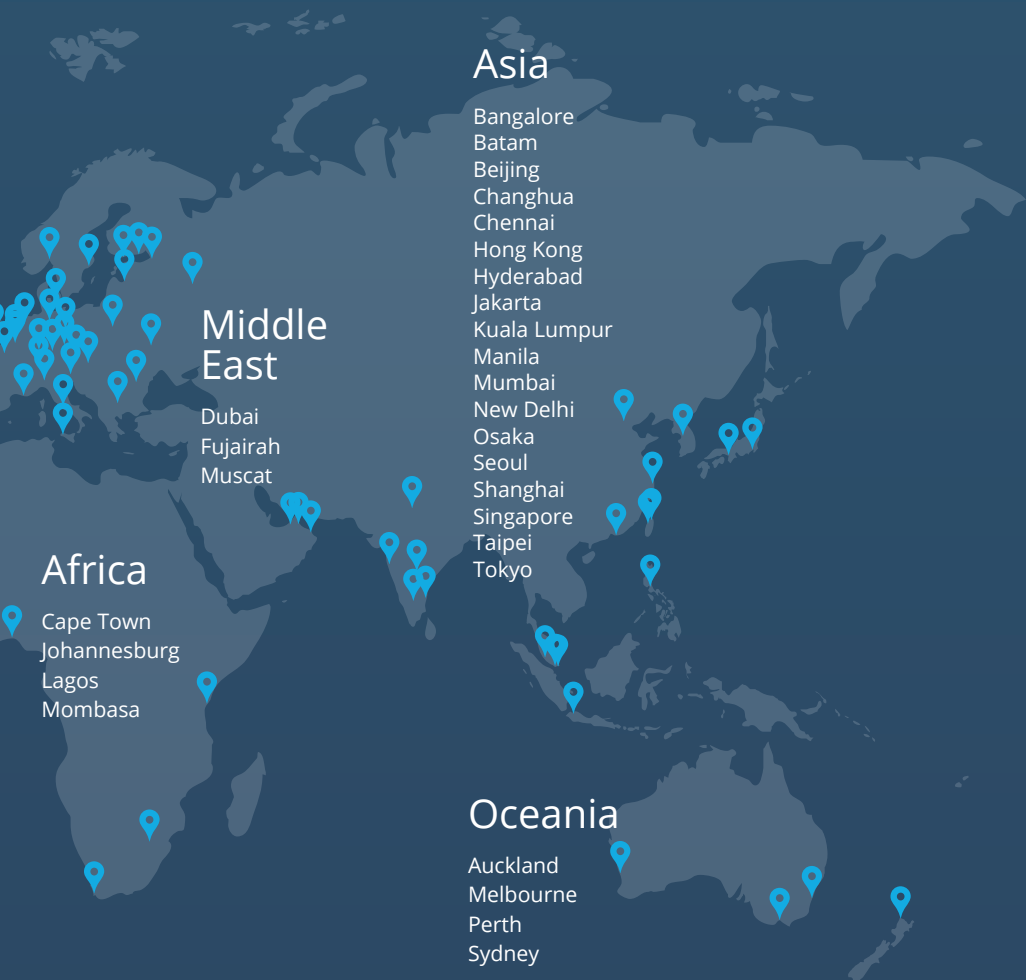 Asia
Bangalore
Batam
Beijing
Changhua
Chennai
Hong Kong
Hyderabad
Jakarta
Kuala Lumpur
Manila
Mumbai
New Delhi
Osaka
Seoul
Shanghai
Singapore
Taipei
Tokyo
Middle
East
Dubai
Fujairah
Muscat
Africa
Cape Town
Johannesburg
Lagos
Mombasa
Oceania
Auckland
Melbourne
Perth
Sydney